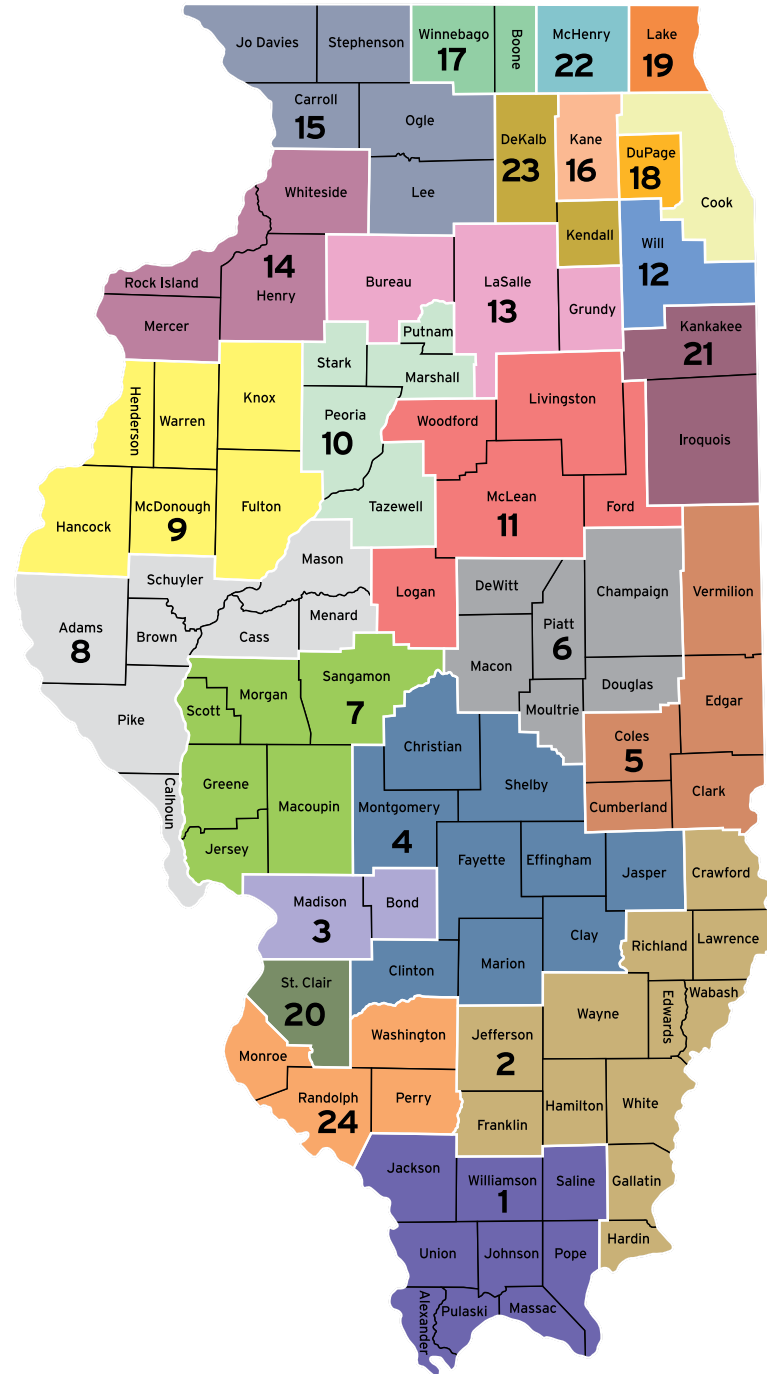 Jo Davies
Stephenson
Winnebago
17
Boone
McHenry
22
Lake
19
Carroll
15
Ogle
DeKalb
23
Kane
16
DuPage
18
Cook
Whiteside
Lee
Kendall
Will
12
14
Rock Island
Henry
Mercer
Bureau
LaSalle
13
Grundy
Putnam
Kankakee
21
Stark
Marshall
Henderson
Warren
Knox
Peoria
10
Woodford
Livingston
Iroquois
Hancock
McDonough
9
Fulton
Tazewell
McLean
11
Ford
Mason
Schuyler
Logan
DeWitt
Champaign
Vermilion
Adams
8
Brown
Cass
Menard
Piatt
6
Macon
Sangamon
7
Morgan
Scott
Pike
Douglas
Moultrie
Edgar
Christian
Coles
5
Calhoun
Greene
Macoupin
Shelby
Montgomery
4
Cumberland
Clark
Jersey
Fayette
Effingham
Jasper
Crawford
Madison
3
Bond
Clay
Richland
Lawrence
Clinton
Marion
St. Clair
20
Wayne
Edwards
Wabash
Monroe
Washington
Jefferson
2
Randolph
24
Perry
Franklin
Hamilton
White
Jackson
Williamson
1
Saline
Gallatin
Union
Johnson
Pope
Hardin
Alexander
Pulaski
Massac